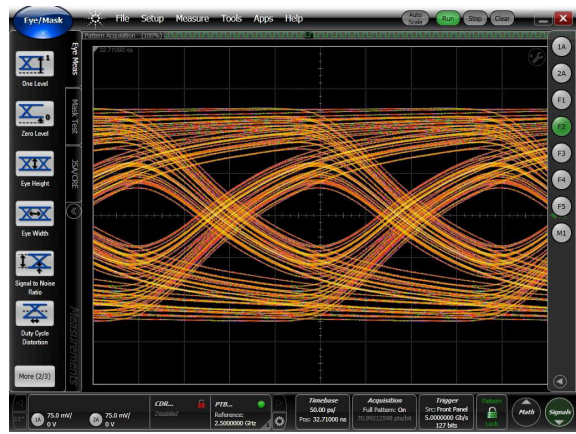 Eye/Mask
File Setup Measure Tools Apps Help
Auto Scale
Run
Stop
Clear
Pattern Acquisition (100%)
32.71000 ns
Eye Meas
Mask Test
JSA/CRE
Measurements
One Level
Zero Level
Eye Height
Eye Width
Signal to Noise
Ratio
Duty Cycle
Distortion
More (2/3)
1A
2A
F1
F2
F3
F4
F5
M1
1A 75.0 mV/
0 V
2A 75.0 mV/
0 V
CDR...
Disabled
PTB...
Reference:
2.5000000 GHz
Timebase
50.00 ps/
Pos: 32.71000 ns
Acquisition
Full Pattern: On
Trigger
Src: Front Panel
5.0000000 Gb/s
127 bits
Pattern
Lock
Math
Signals